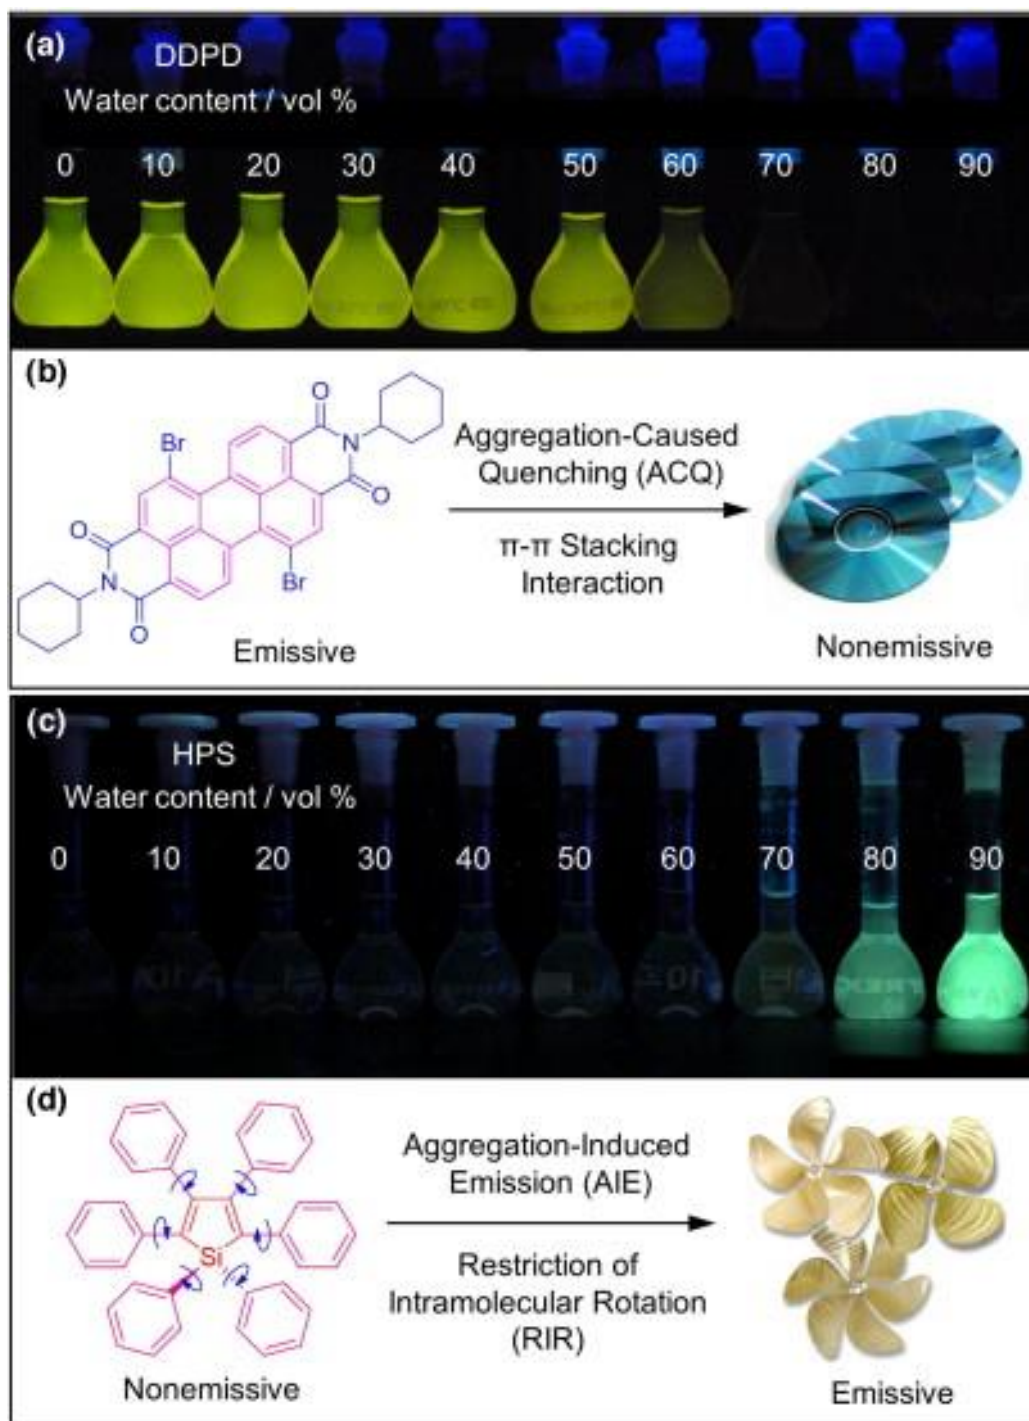 (a)
DDPD
Water content / vol %
0 10 20 30 40 50 60 70 80 90
(b)
O
Br
N
O
O
N
Br
O
Emissive
Aggregation-Caused
Quenching (ACQ)
π-π Stacking
Interaction
Nonemissive
(c)
HPS
Water content / vol %
0 10 20 30 40 50 60 70 80 90
(d)
Si
Nonemissive
Aggregation-Induced
Emission (AIE)
Restriction of
Intramolecular Rotation
(RIR)
Emissive